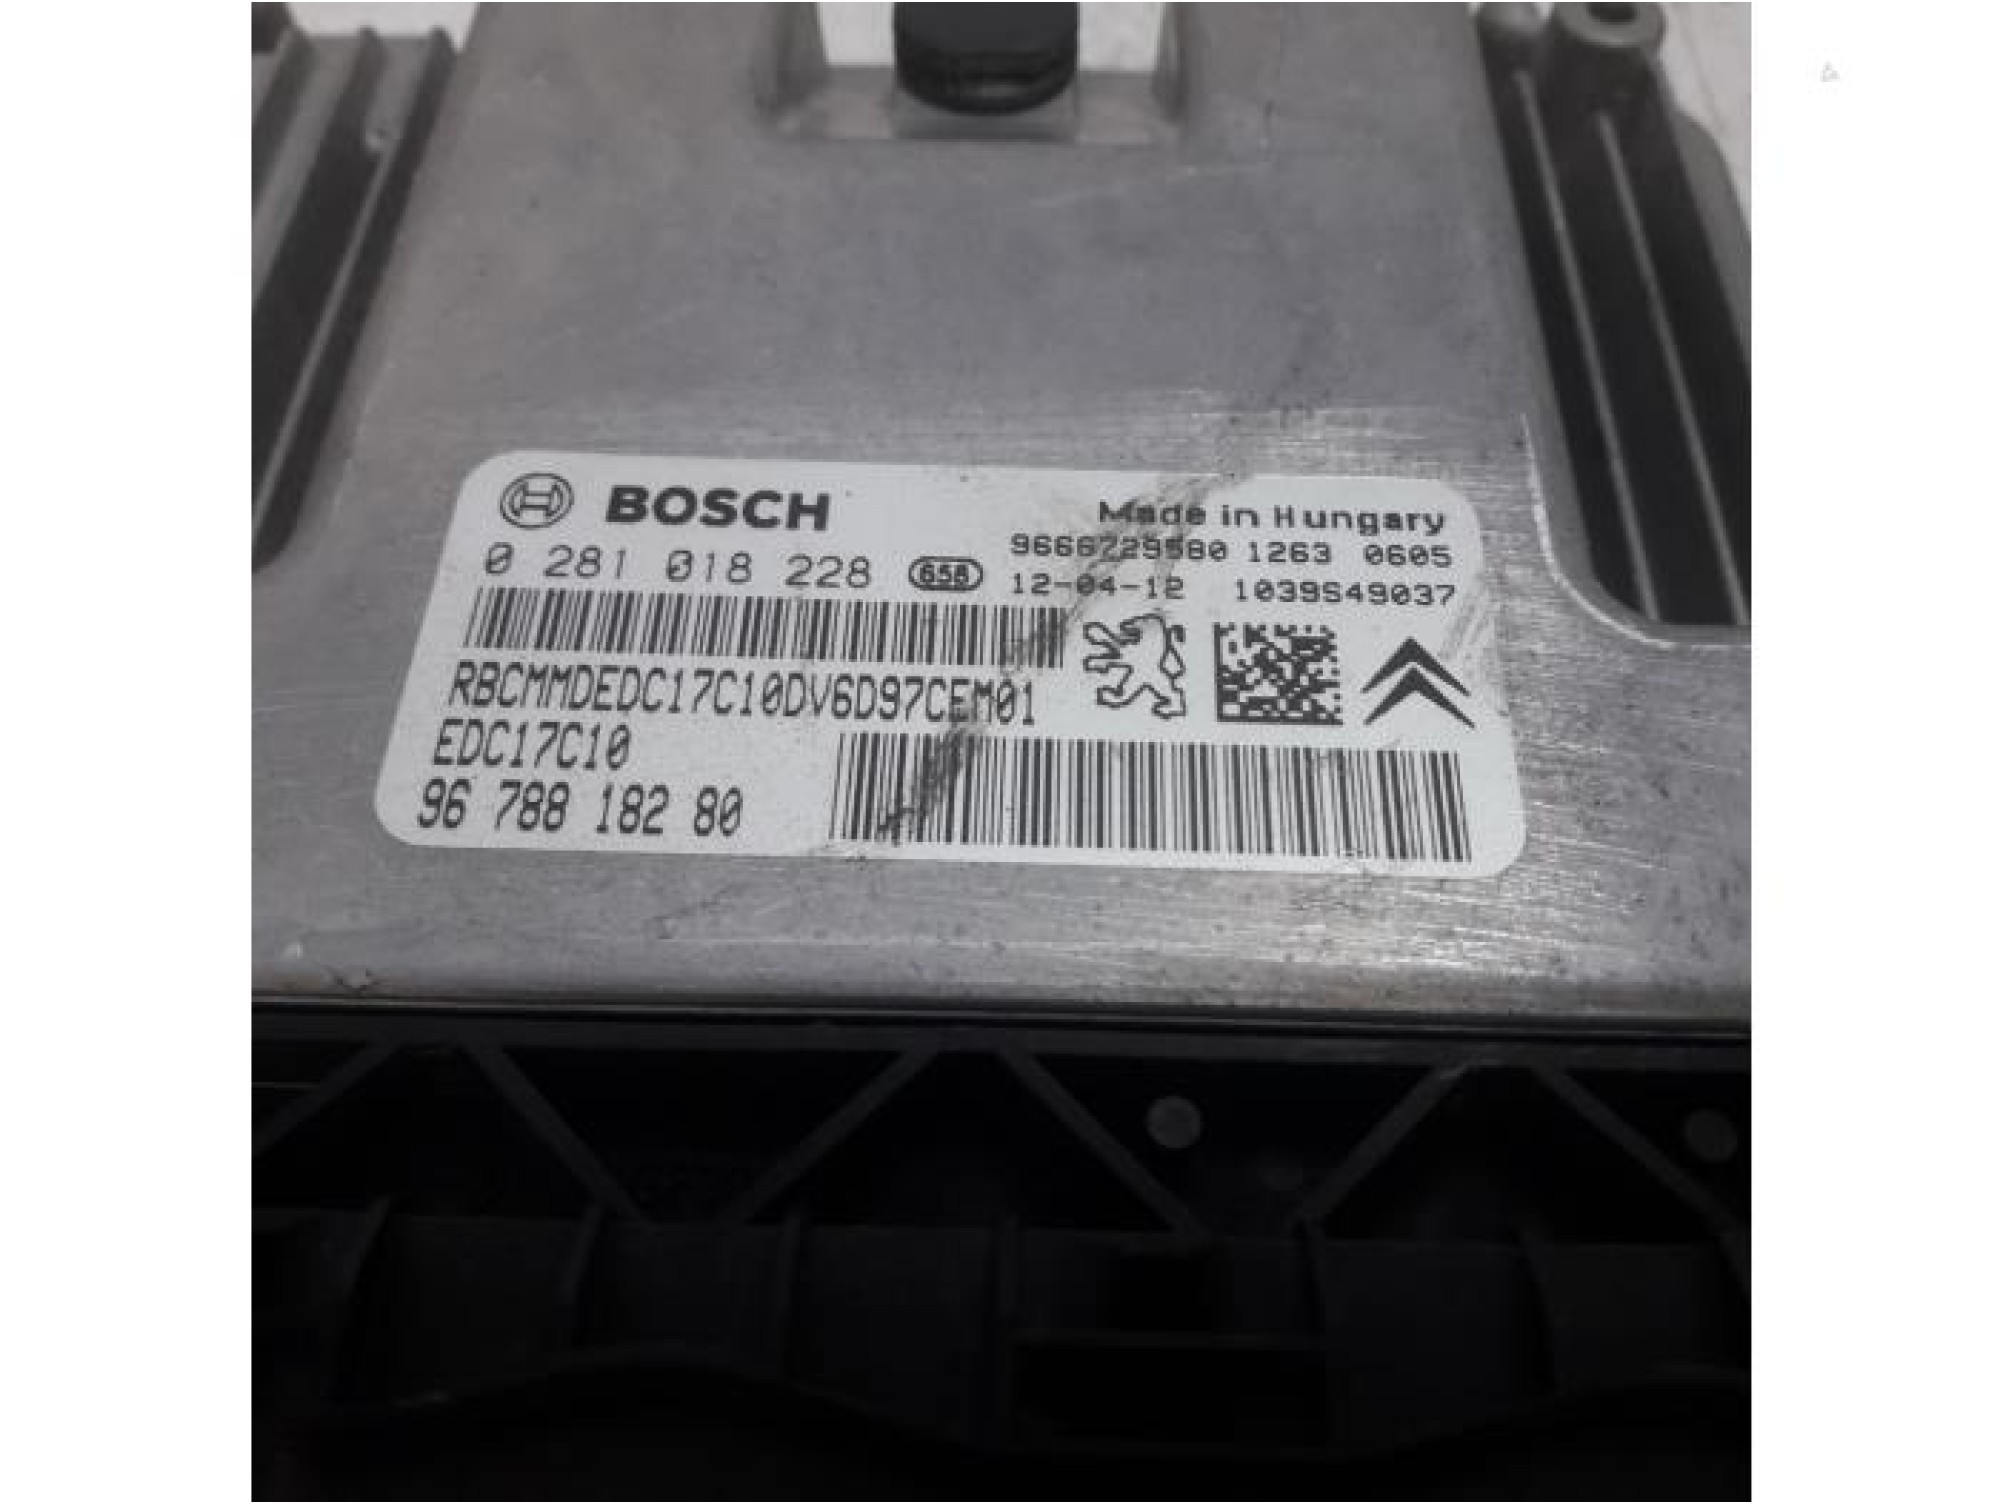 BOSCH
Made in Hungary
0 281 018 228 658
9666729580 1263 0605
12-04-12 1039S49037
RBCMMDEDC17C10DV6D97CEM01
EDC17C10
96 788 182 80